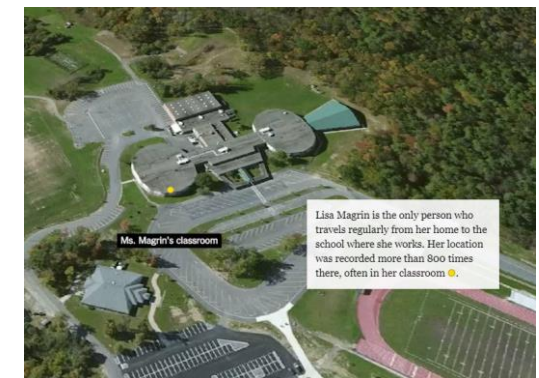 Ms. Magrin's classroom
Lisa Magrin is the only person who
travels regularly from her home to the
school where she works. Her location
was recorded more than 800 times
there, often in her classroom .